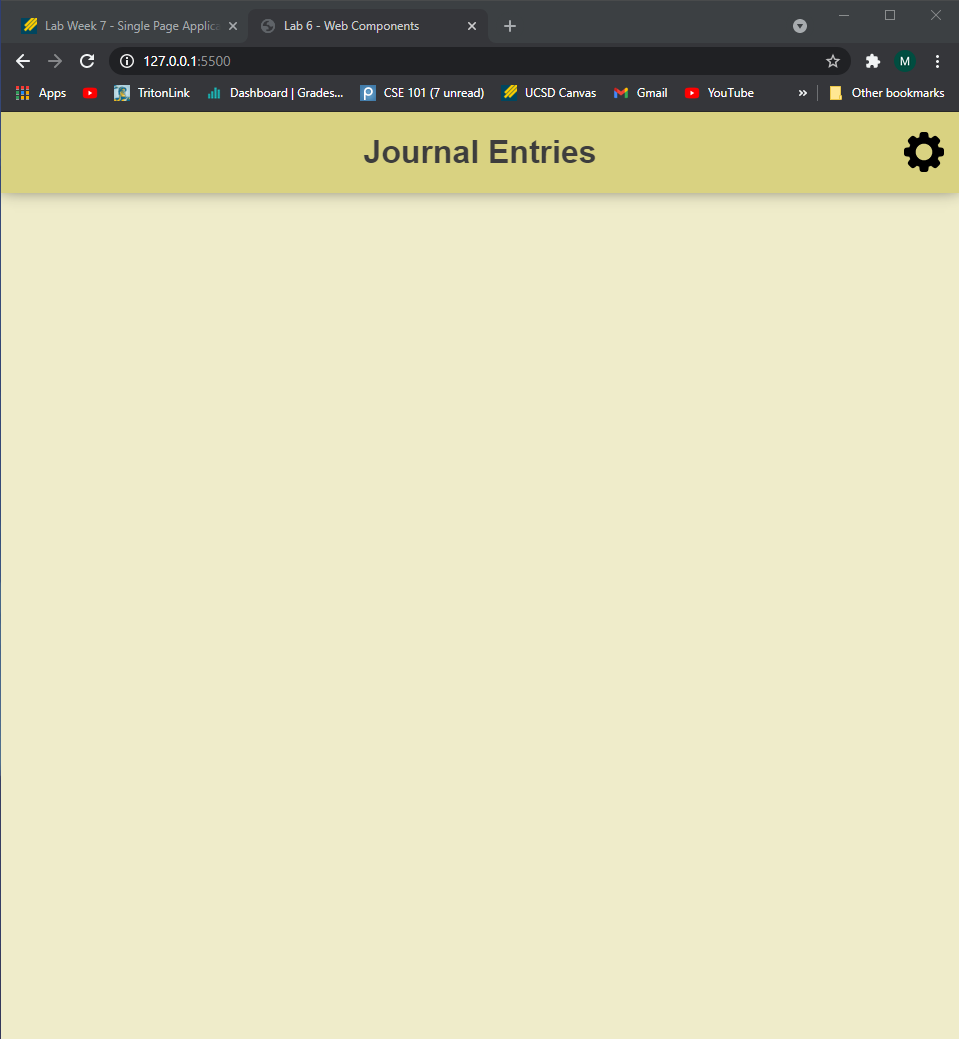 Lab Week 7 - Single Page Applica
Lab 6 - Web Components
127.0.0.1:5500
M
Apps
TritonLink
Dashboard | Grades...
CSE 101 (7 unread)
UCSD Canvas
Gmail
YouTube
»
Other bookmarks
Journal Entries